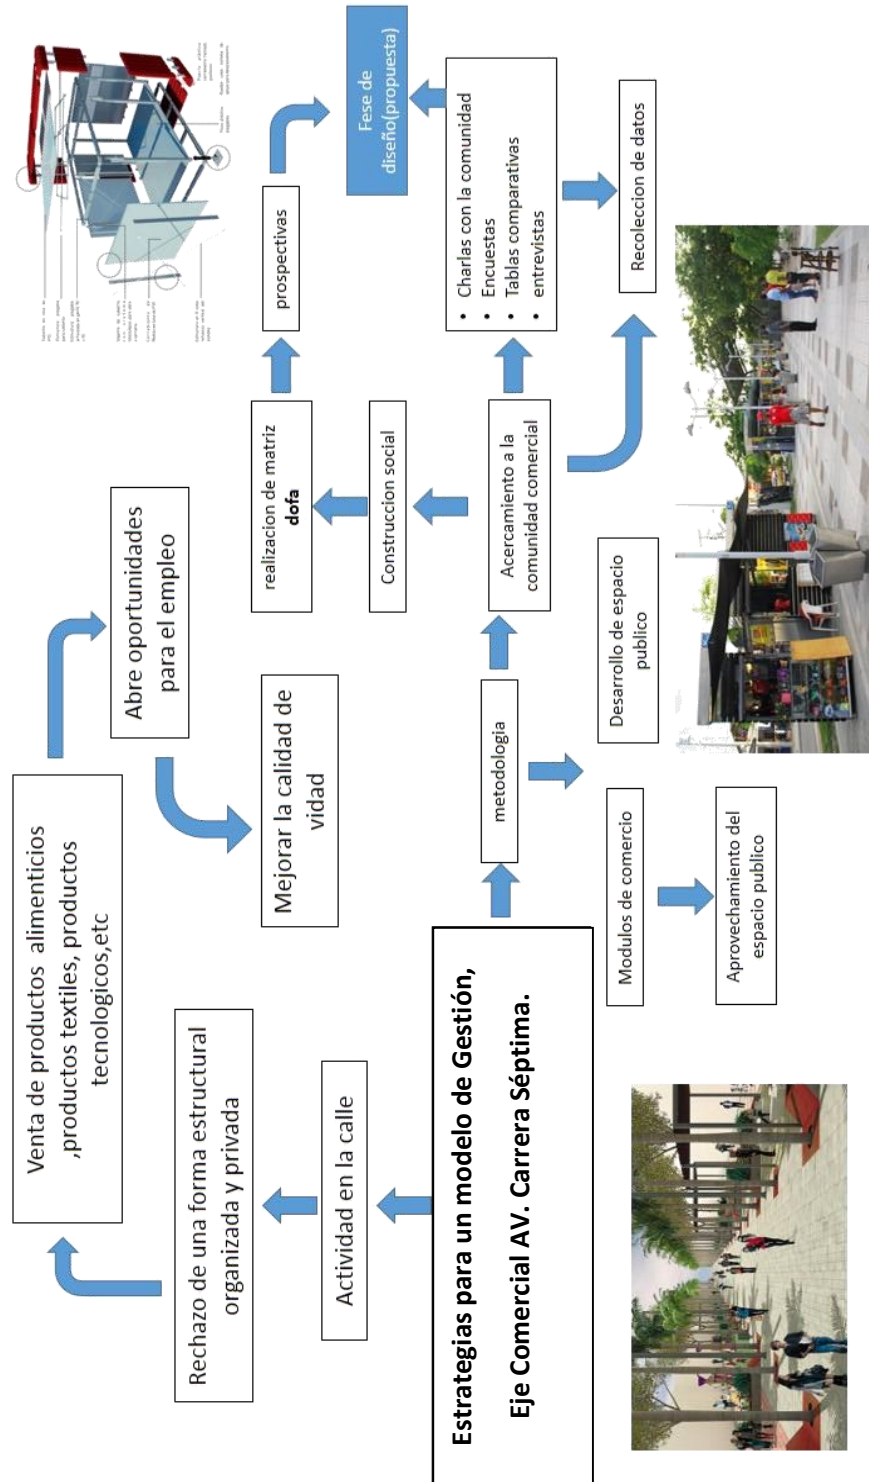 Venta de productos alimenticios
,productos textiles, productos
tecnologicos,etc
Abre oportunidades
para el empleo
Rechazo de una forma estructural
organizada y privada
Mejorar la calidad de
vidad
Actividad en la calle
Estrategias para un modelo de Gestión,
Eje Comercial AV. Carrera Séptima.
metodologia
Modulos de comercio
Aprovechamiento del
espacio publico
Desarrollo de espacio
publico
Acercamiento a la
comunidad comercial
Construccion social
realizacion de matriz
dofa
prospectivas
Fese de
diseño(propuesta)
• Charlas con la comunidad
• Encuestas
• Tablas comparativas
• entrevistas
Recoleccion de datos